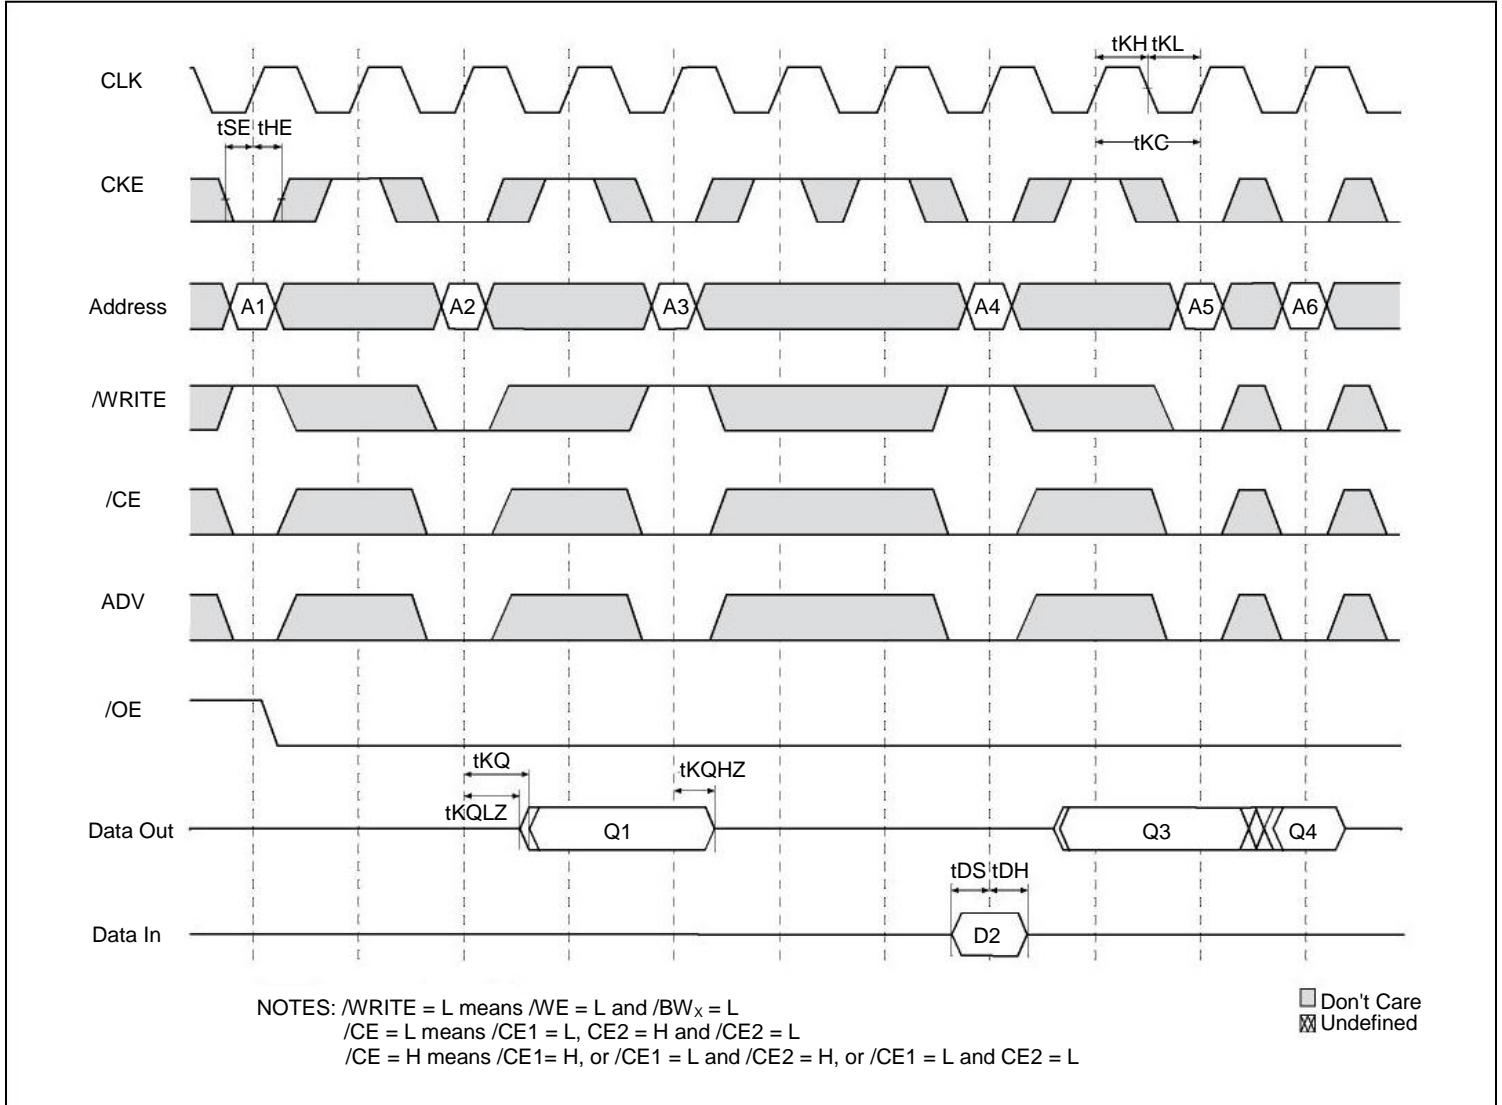 tKH tKL
CLK
tSE tHE
tKC
CKE
Address A1 A2 A3 A4 A5 A6
/WRITE
/CE
ADV
/OE
tKQ
tKQHZ
tKQLZ
Data Out Q1 Q3 Q4
tDS tDH
Data In D2
NOTES: /WRITE = L means /WE = L and /BWX = L
/CE = L means /CE1 = L, CE2 = H and /CE2 = L
/CE = H means /CE1= H, or /CE1 = L and /CE2 = H, or /CE1 = L and CE2 = L
Don't Care
Undefined